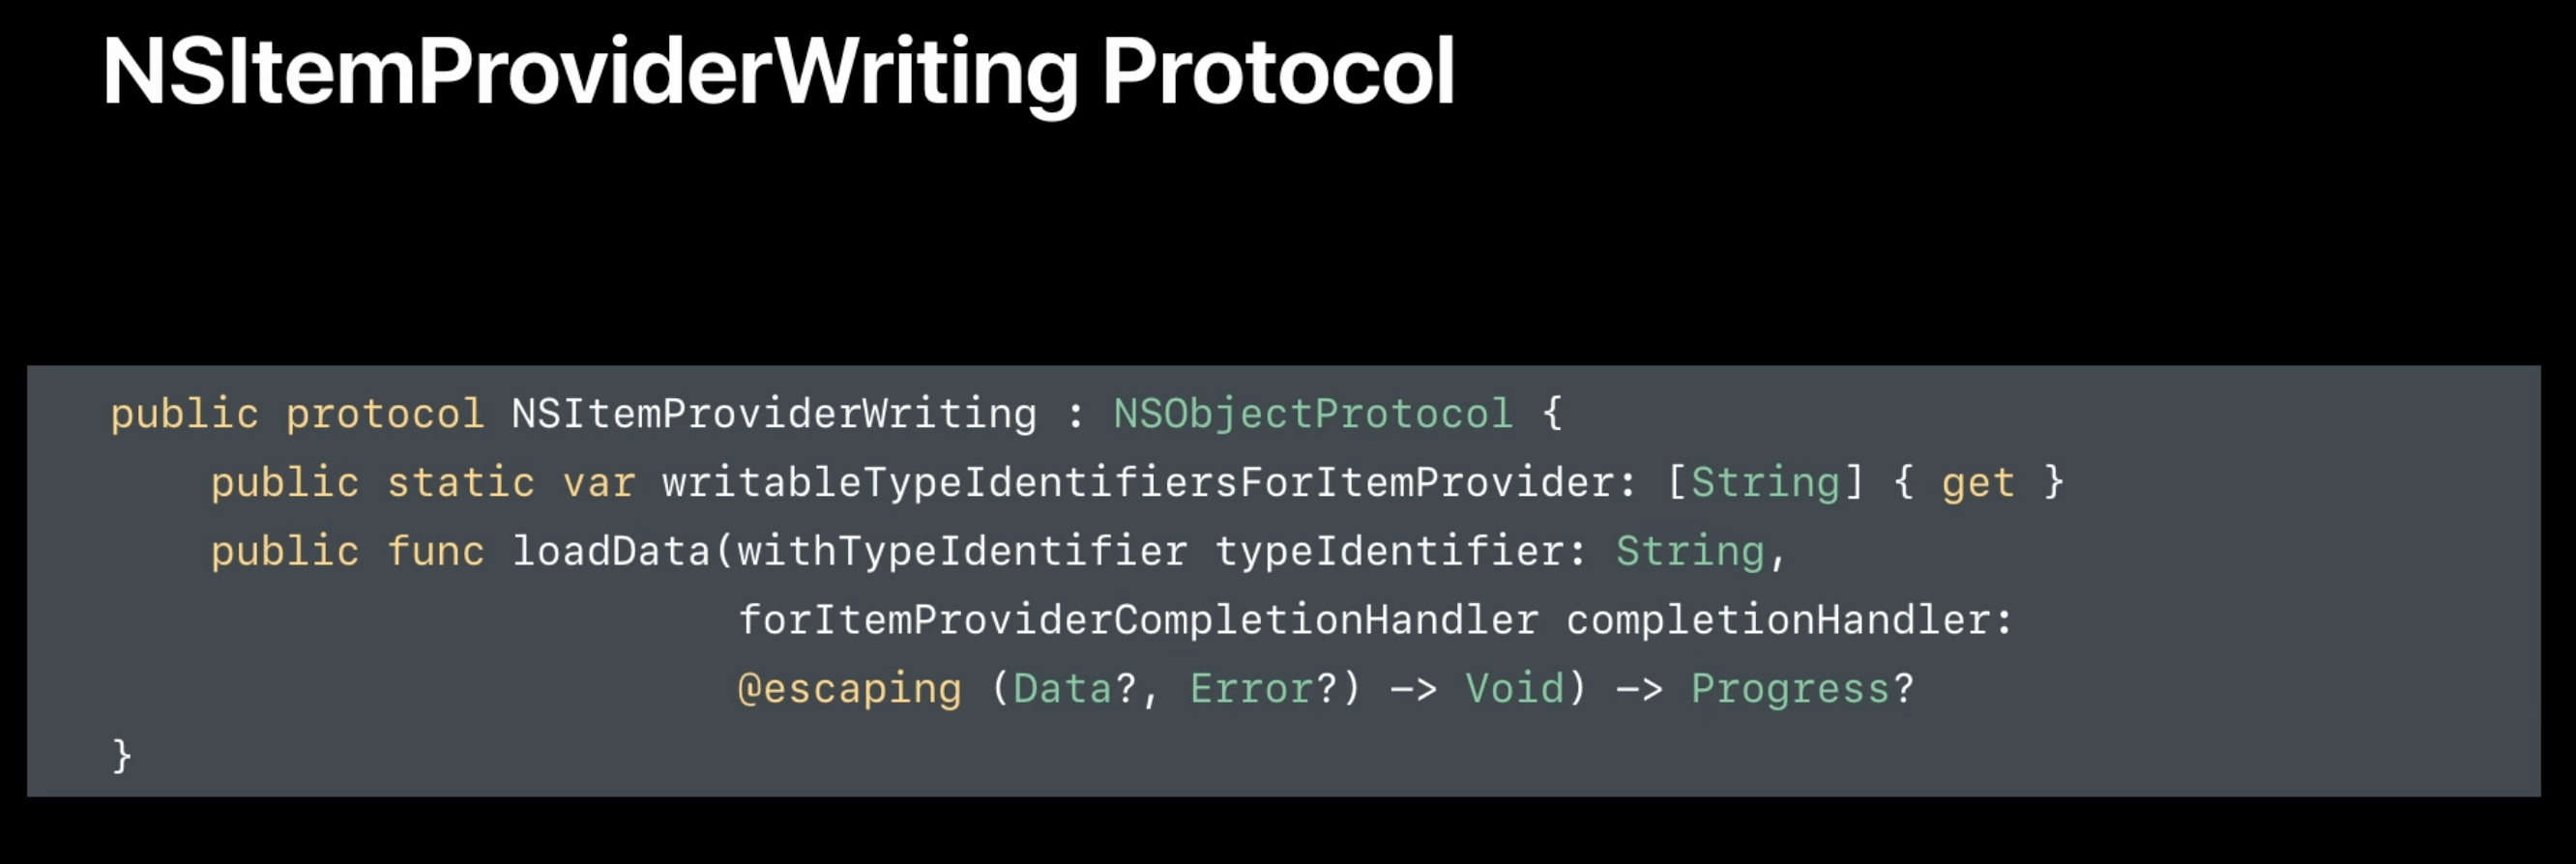 NSItemProviderWriting Protocol
public protocol NSItemProviderWriting : NSObjectProtocol {
    public static var writableTypeIdentifiersForItemProvider: [String] { get }
    public func loadData(withTypeIdentifier typeIdentifier: String,
                         forItemProviderCompletionHandler completionHandler:
                         @escaping (Data?, Error?) -> Void) -> Progress?
}